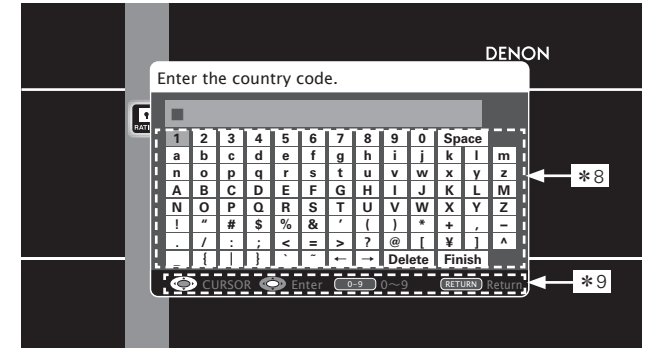 DENON
Enter the country code.
RATI
1 2 3 4 5 6 7 8 9 0 Space
a b c d e f g h i j k l m
n o p q r s t u v w x y z
A B C D E F G H I J K L M
N O P Q R S T U V W X Y Z
! " # $ % & ' ( ) * + , −
. / : ; < = > ? @ [ ¥ ] ^
_ { | } ` ˜ ← → Delete Finish
CURSOR Enter 0-9 0～9 RETURN Return
＊8
＊9